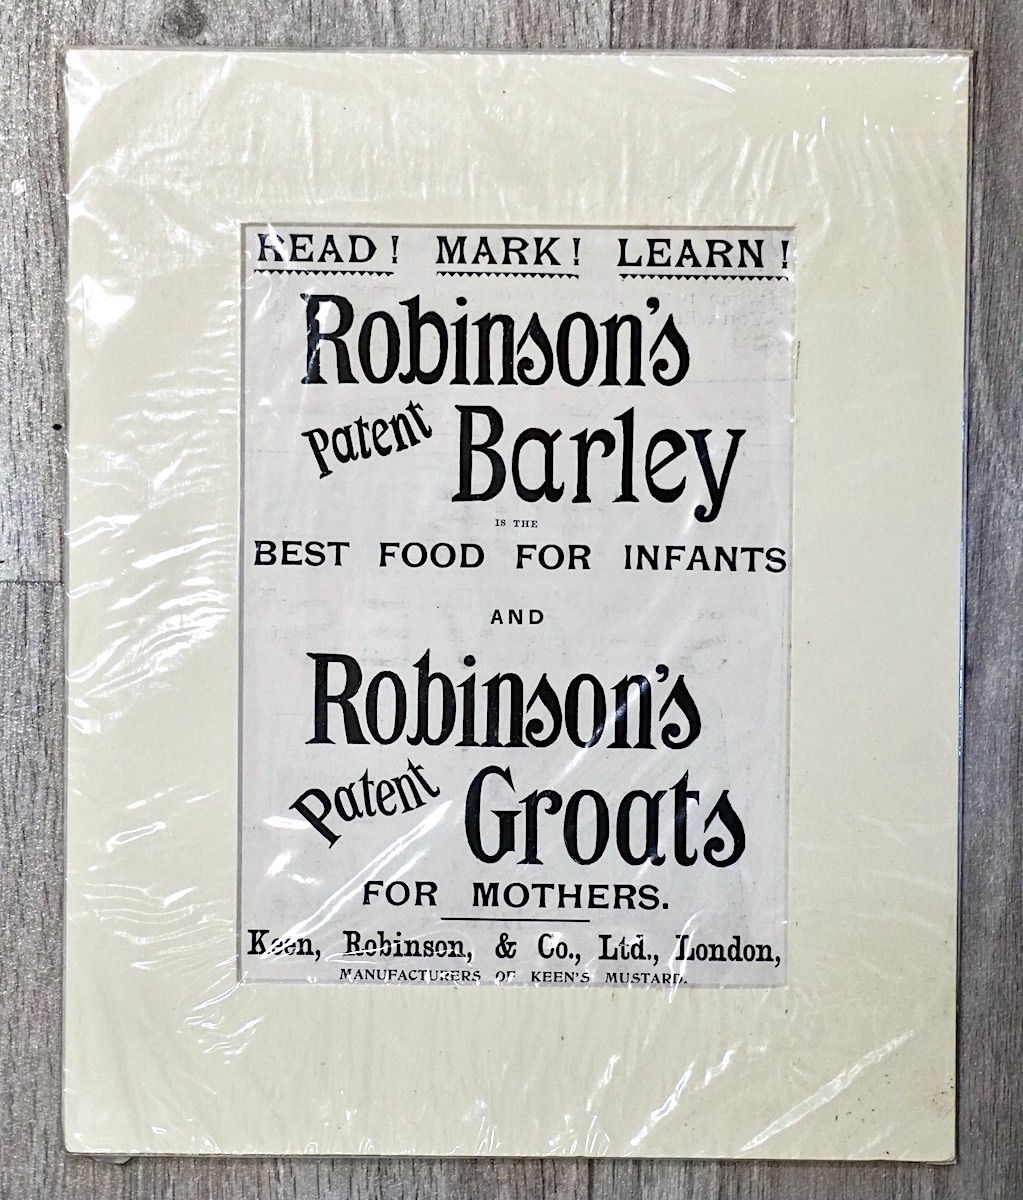 READ! MARK! LEARN!
Robinson's
Patent Barley
IS THE
BEST FOOD FOR INFANTS
AND
Robinson's
Patent Groats
FOR MOTHERS.
Keen, Robinson, & Co., Ltd., London,
MANUFACTURERS OF KEEN'S MUSTARD.